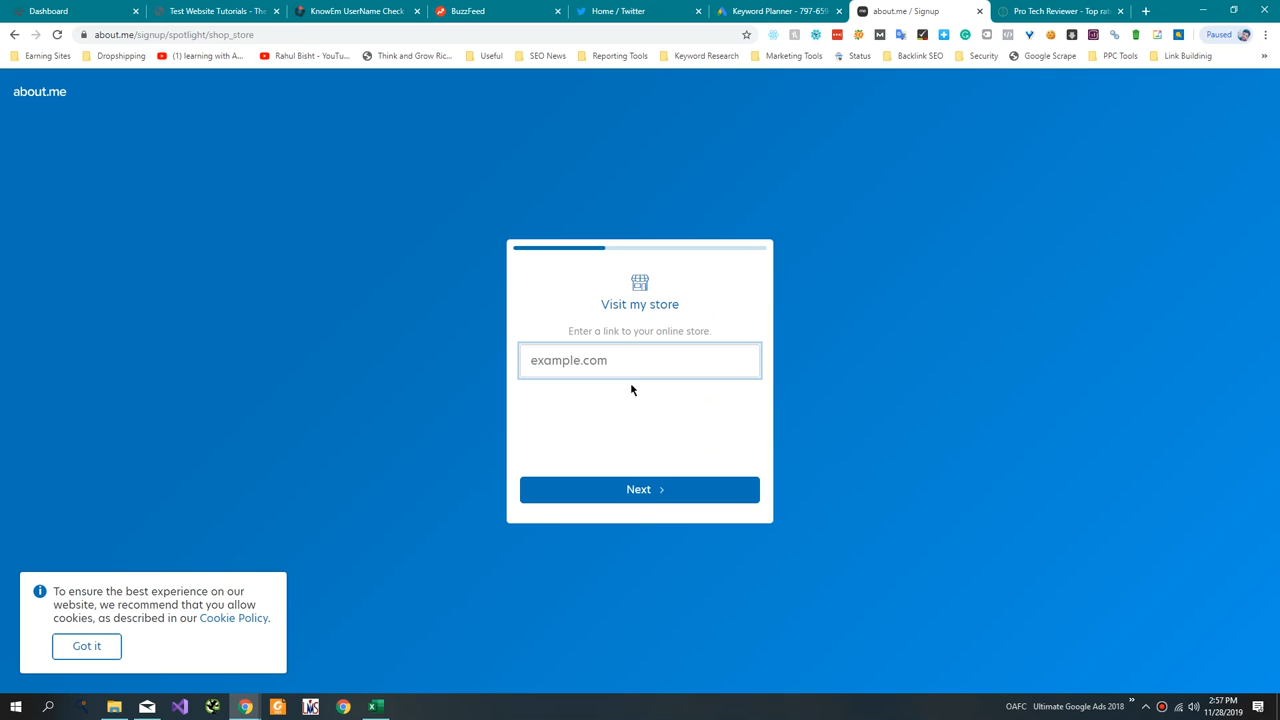 Dashboard
Test Website Tutorials - The
KnowEm UserName Check
BuzzFeed
Home / Twitter
Keyword Planner - 797-659
about.me / Signup
Pro Tech Reviewer - Top rat
about.me/signup/spotlight/shop_store
Paused
Earning Sites
Dropshipping
(1) learning with A...
Rahul Bisht - YouTu...
Think and Grow Ric...
Useful
SEO News
Reporting Tools
Keyword Research
Marketing Tools
Status
Backlink SEO
Security
Google Scrape
PPC Tools
Link Buildinig
»
about.me
Visit my store
Enter a link to your online store.
example.com
Next
To ensure the best experience on our
website, we recommend that you allow
cookies, as described in our Cookie Policy.
Got it
OAFC
Ultimate Google Ads 2018
»
2:57 PM
11/28/2019